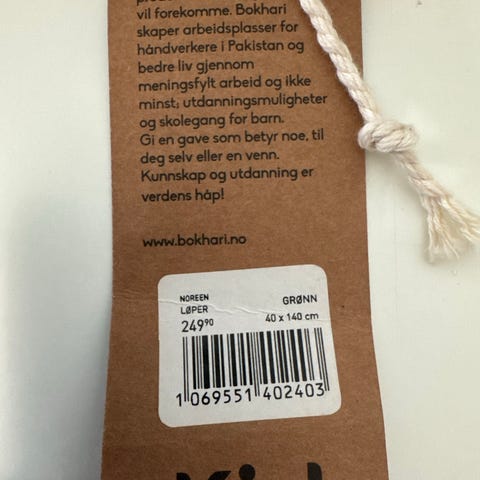 vil forekomme. Bokhari
skaper arbeidsplasser for
håndverkere i Pakistan og
bedre liv gjennom
meningsfylt arbeid og ikke
minst; utdanningsmuligheter
og skolegang for barn.
Gi en gave som betyr noe, til
deg selv eller en venn.
Kunnskap og utdanning er
verdens håp!
www.bokhari.no
NOREEN GRØNN
LØPER 40 x 140 cm
249⁹⁰
1 069551 402403